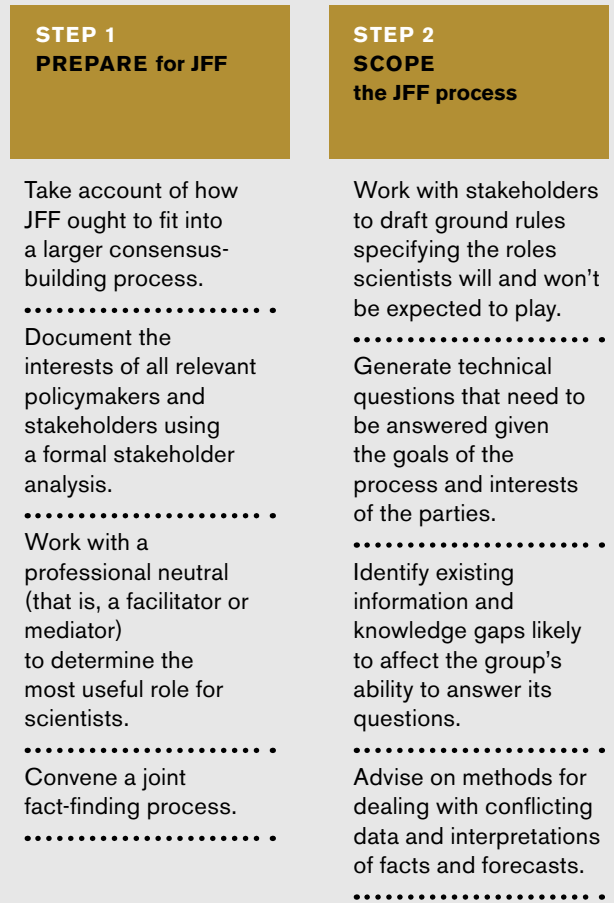 STEP 1
PREPARE for JFF
Take account of how
JFF ought to fit into
a larger consensus-
building process.
Document the
interests of all relevant
policymakers and
stakeholders using
a formal stakeholder
analysis.
Work with a
professional neutral
(that is, a facilitator or
mediator)
to determine the
most useful role for
scientists.
Convene a joint
fact-finding process.
STEP 2
SCOPE
the JFF process
Work with stakeholders
to draft ground rules
specifying the roles
scientists will and won’t
be expected to play.
Generate technical
questions that need to
be answered given
the goals of the
process and interests
of the parties.
Identify existing
information and
knowledge gaps likely
to affect the group’s
ability to answer its
questions.
Advise on methods for
dealing with conflicting
data and interpretations
of facts and forecasts.